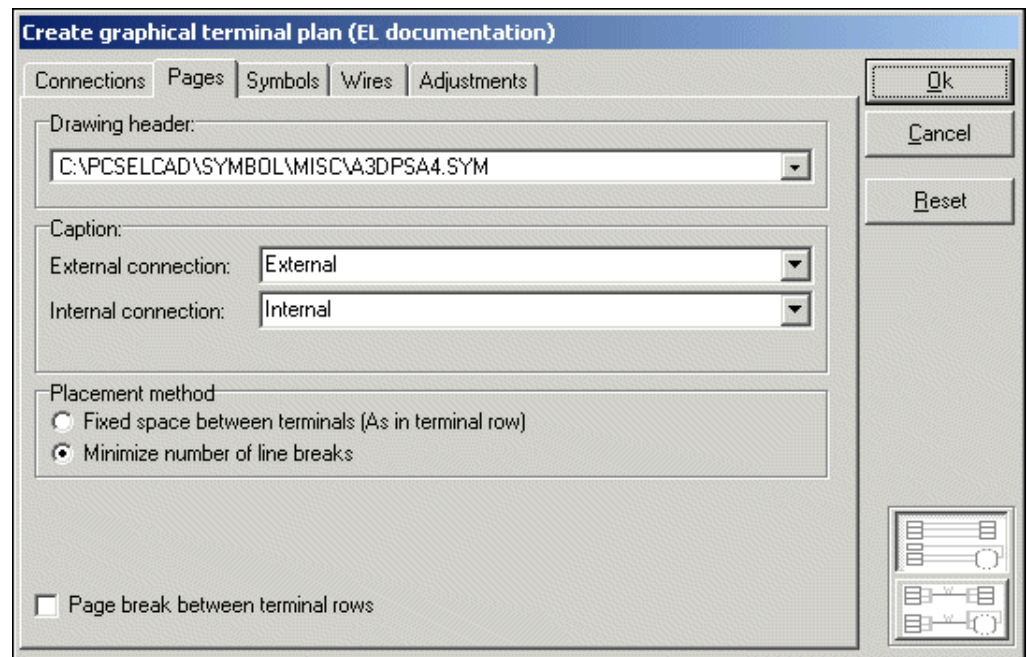 Create graphical terminal plan (EL documentation)
Connections Pages Symbols Wires Adjustments
Ok
Cancel
Reset
Drawing header:
C:\PCSELCAD\SYMBOL\MISC\A3DPSA4.SYM
Caption:
External connection: External
Internal connection: Internal
Placement method
Fixed space between terminals (As in terminal row)
Minimize number of line breaks
Page break between terminal rows
W
W